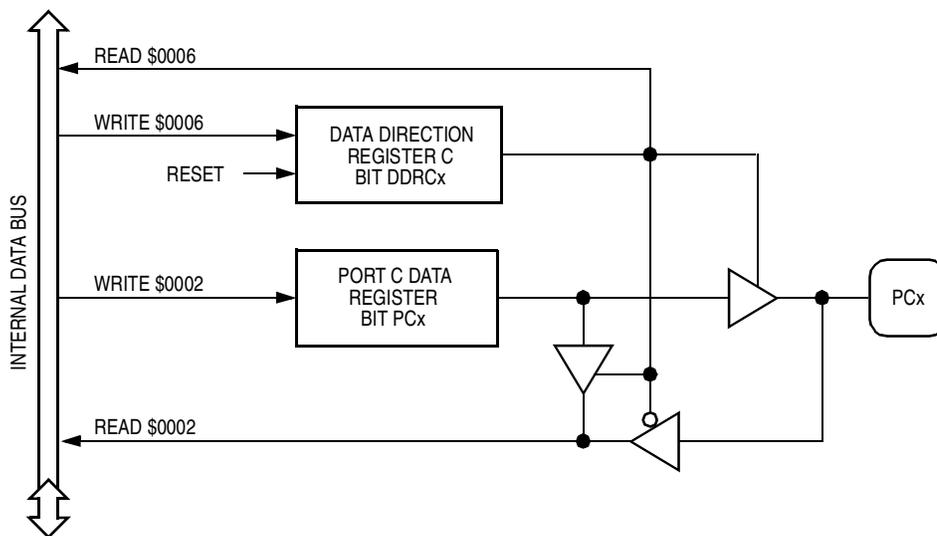 READ $0006
WRITE $0006
DATA DIRECTION
REGISTER C
BIT DDRCx
RESET
INTERNAL DATA BUS
WRITE $0002
PORT C DATA
REGISTER
BIT PCx
PCx
READ $0002